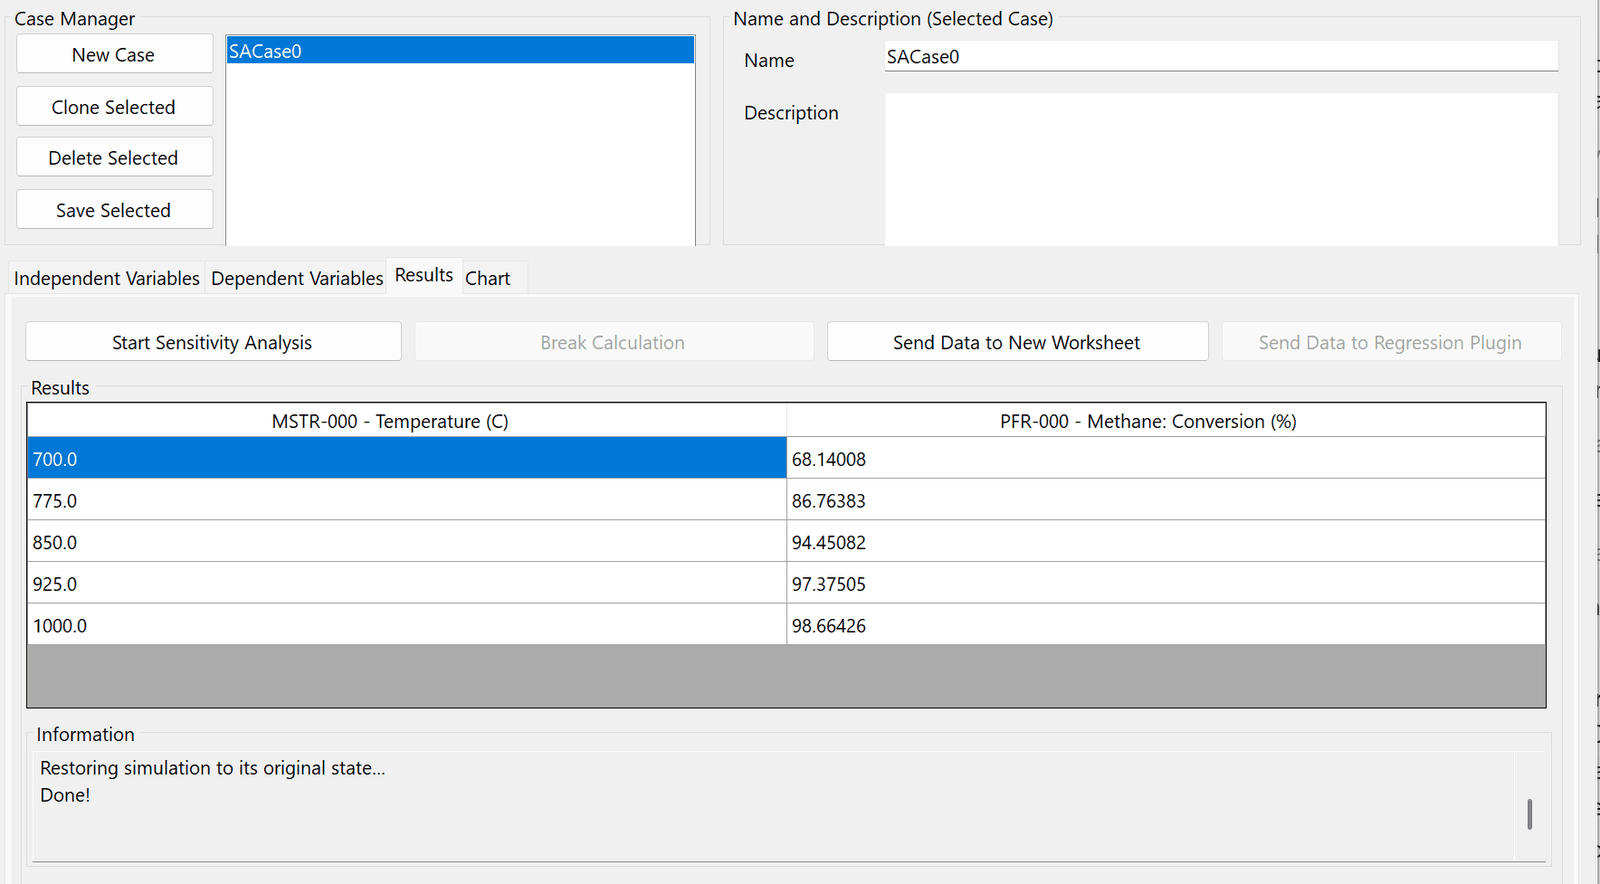 Case Manager
New Case
Clone Selected
Delete Selected
Save Selected
SACase0
Name and Description (Selected Case)
Name
SACase0
Description
Independent Variables
Dependent Variables
Results
Chart
Start Sensitivity Analysis
Break Calculation
Send Data to New Worksheet
Send Data to Regression Plugin
Results
MSTR-000 - Temperature (C) PFR-000 - Methane: Conversion (%)
700.0 68.14008
775.0 86.76383
850.0 94.45082
925.0 97.37505
1000.0 98.66426
Information
Restoring simulation to its original state...
Done!